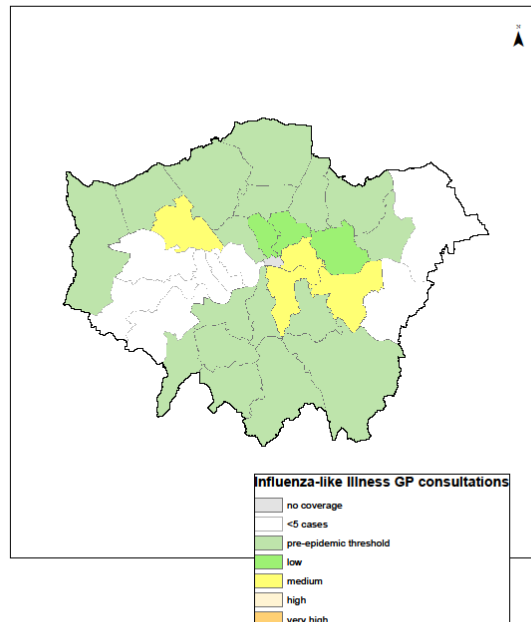 N
Influenza-like Illness GP consultations
no coverage
<5 cases
pre-epidemic threshold
low
medium
high
very high